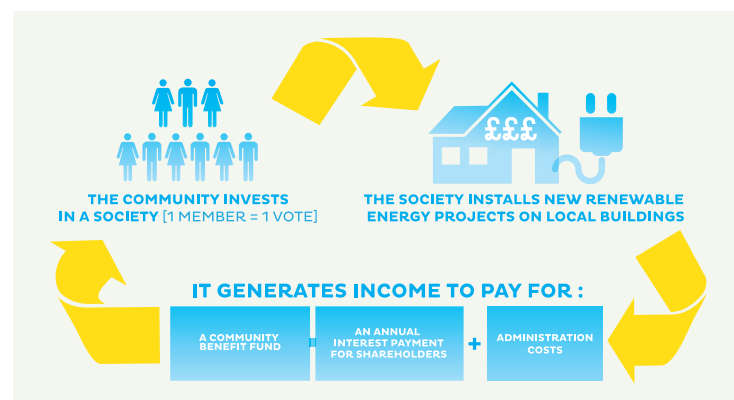 £££
THE COMMUNITY INVESTS
IN A SOCIETY [1 MEMBER = 1 VOTE]
THE SOCIETY INSTALLS NEW RENEWABLE
ENERGY PROJECTS ON LOCAL BUILDINGS
IT GENERATES INCOME TO PAY FOR :
A COMMUNITY
BENEFIT FUND
AN ANNUAL
INTEREST PAYMENT
FOR SHAREHOLDERS
+
ADMINISTRATION
COSTS